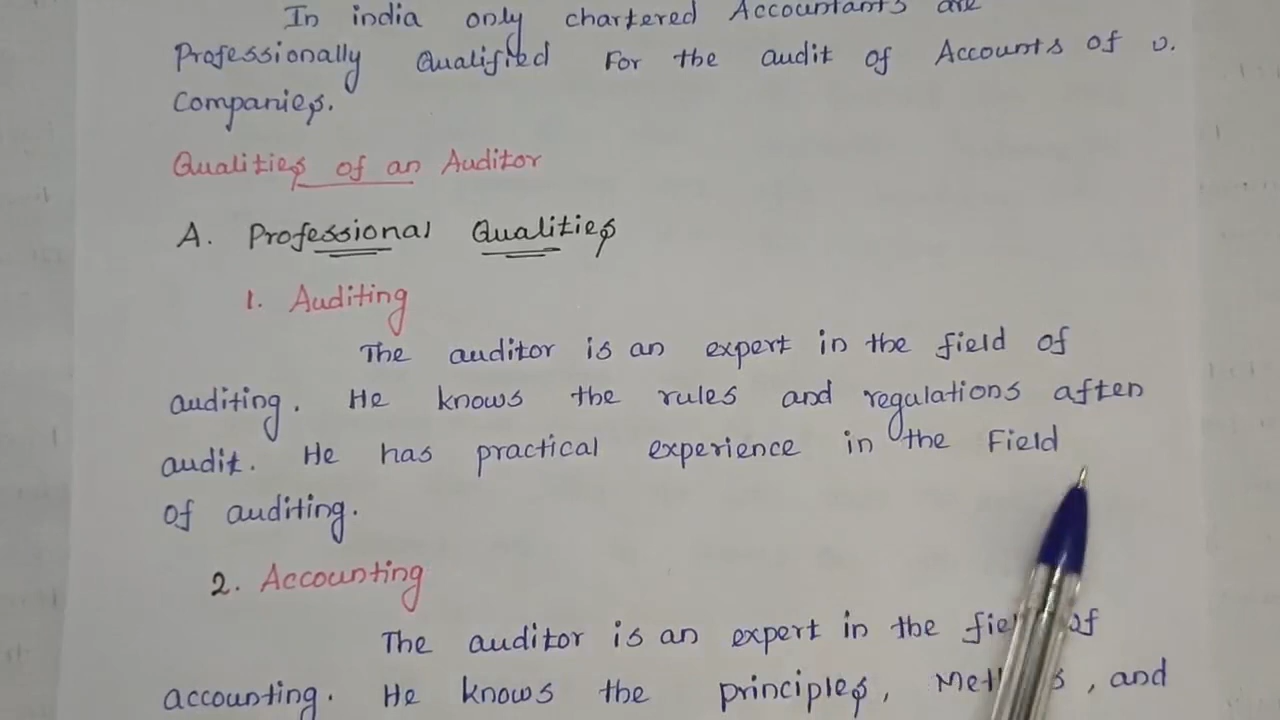 In india only chartered Accountants are
Professionally Qualified For the audit of Accounts of
Companies.
Qualities of an Auditor
A. Professional Qualities
1. Auditing
The auditor is an expert in the field of
auditing. He knows the rules and regulations aften
audit. He has practical experience in the Field
of auditing.
2. Accounting
The auditor is an expert in the of
accounting. He knows the principles, , and